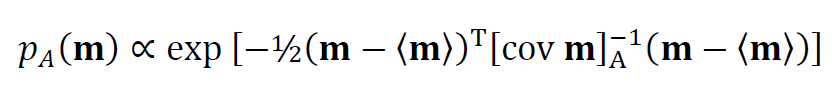 p_A(𝐦) ∝ exp [−½(𝐦 − ⟨𝐦⟩)ᵀ[cov 𝐦]_A^−1(𝐦 − ⟨𝐦⟩)]